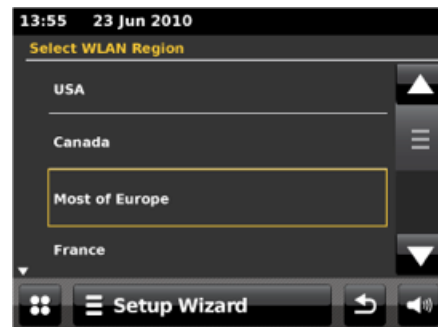 13:55 23 Jun 2010
Select WLAN Region
USA
Canada
Most of Europe
France
Setup Wizard